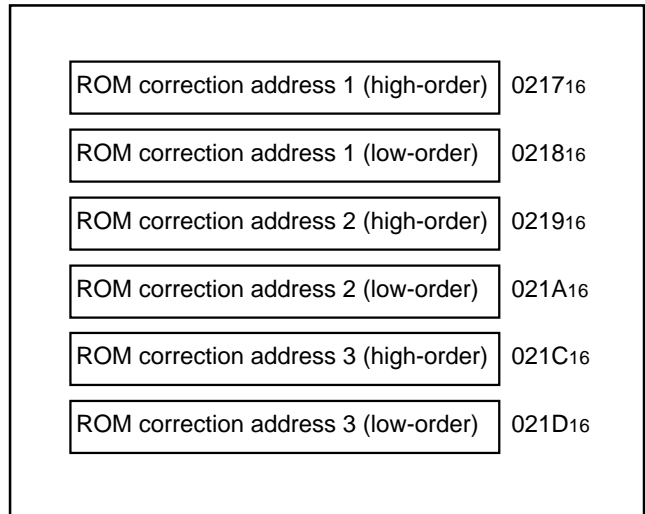 ROM correction address 1 (high-order) 0217₁₆
ROM correction address 1 (low-order) 0218₁₆
ROM correction address 2 (high-order) 0219₁₆
ROM correction address 2 (low-order) 021A₁₆
ROM correction address 3 (high-order) 021C₁₆
ROM correction address 3 (low-order) 021D₁₆